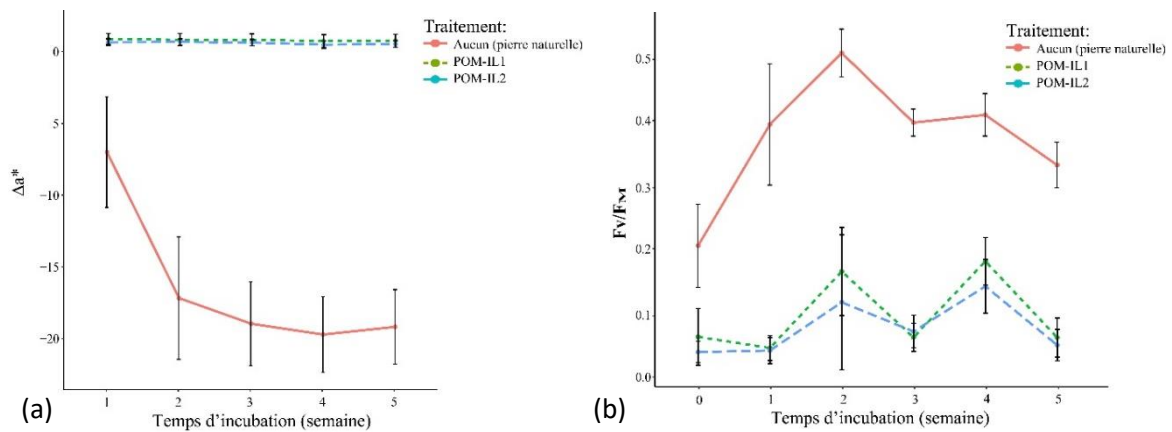 Traitement:
Aucun (pierre naturelle)
POM-IL1
POM-IL2
0
5
−10
−15
−20
Δa*
1 2 3 4 5
Temps d’incubation (semaine)
(a)
Traitement:
Aucun (pierre naturelle)
POM-IL1
POM-IL2
0.5
0.4
0.3
0.2
0.1
0.0
Fv/FM
0 1 2 3 4 5
Temps d’incubation (semaine)
(b)